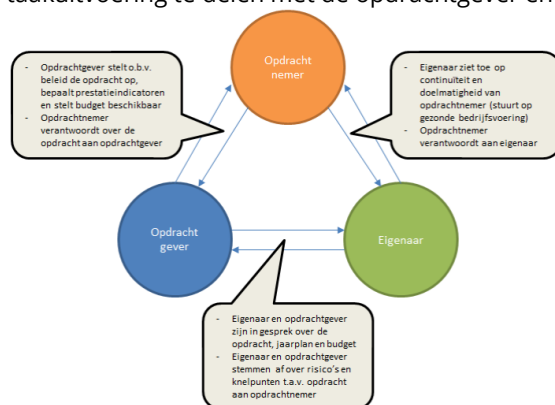 taakuitvoering te delen met de opdrachtgever en
Opdracht
nemer
- Opdrachtgever stelt o.b.v.
beleid de opdracht op,
bepaalt prestatieindicatoren
en stelt budget beschikbaar
- Opdrachtnemer
verantwoordt over de
opdracht aan opdrachtgever
- Eigenaar ziet toe op
continuïteit en
doelmatigheid van
opdrachtnemer (stuurt op
gezonde bedrijfsvoering)
- Opdrachtnemer
verantwoordt aan eigenaar
Opdracht
gever
Eigenaar
- Eigenaar en opdrachtgever
zijn in gesprek over de
opdracht, jaarplan en budget
- Eigenaar en opdrachtgever
stemmen af over risico's en
knelpunten t.a.v. opdracht
aan opdrachtnemer